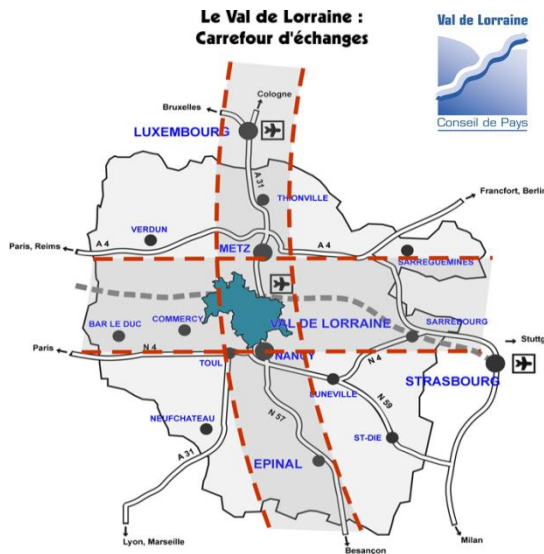 Le Val de Lorraine :
Carrefour d'échanges
Val de Lorraine
Conseil de Pays
Cologne
Bruxelles
LUXEMBOURG
A 31
THIONVILLE
Francfort, Berlin
VERDUN
A 4
METZ
A 4
Paris, Reims
SARREGUEMINES
VAL DE LORRAINE
COMMERCY
BAR LE DUC
SARREBOURG
Stuttg
Paris
N 4
TOUL
NANCY
N 4
STRASBOURG
LUNEVILLE
N 59
NEUFCHATEAU
N 57
ST-DIE
A 31
EPINAL
Lyon, Marseille
Milan
Besançon